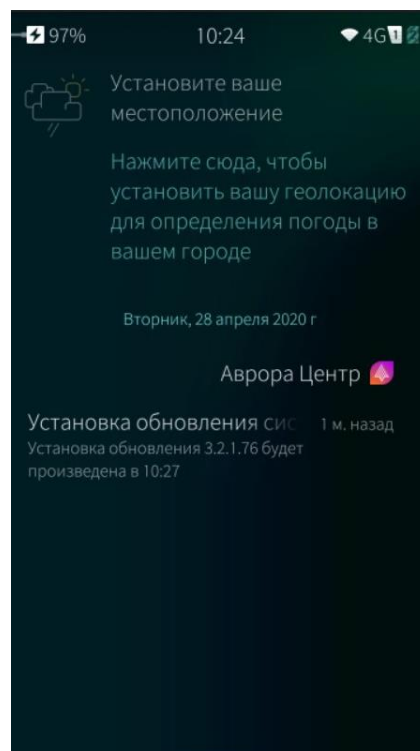 97% 10:24 4G 1
Установите ваше
местоположение
Нажмите сюда, чтобы
установить вашу геолокацию
для определения погоды в
вашем городе
Вторник, 28 апреля 2020 г
Аврора Центр
Установка обновления сис 1 м. назад
Установка обновления 3.2.1.76 будет
произведена в 10:27